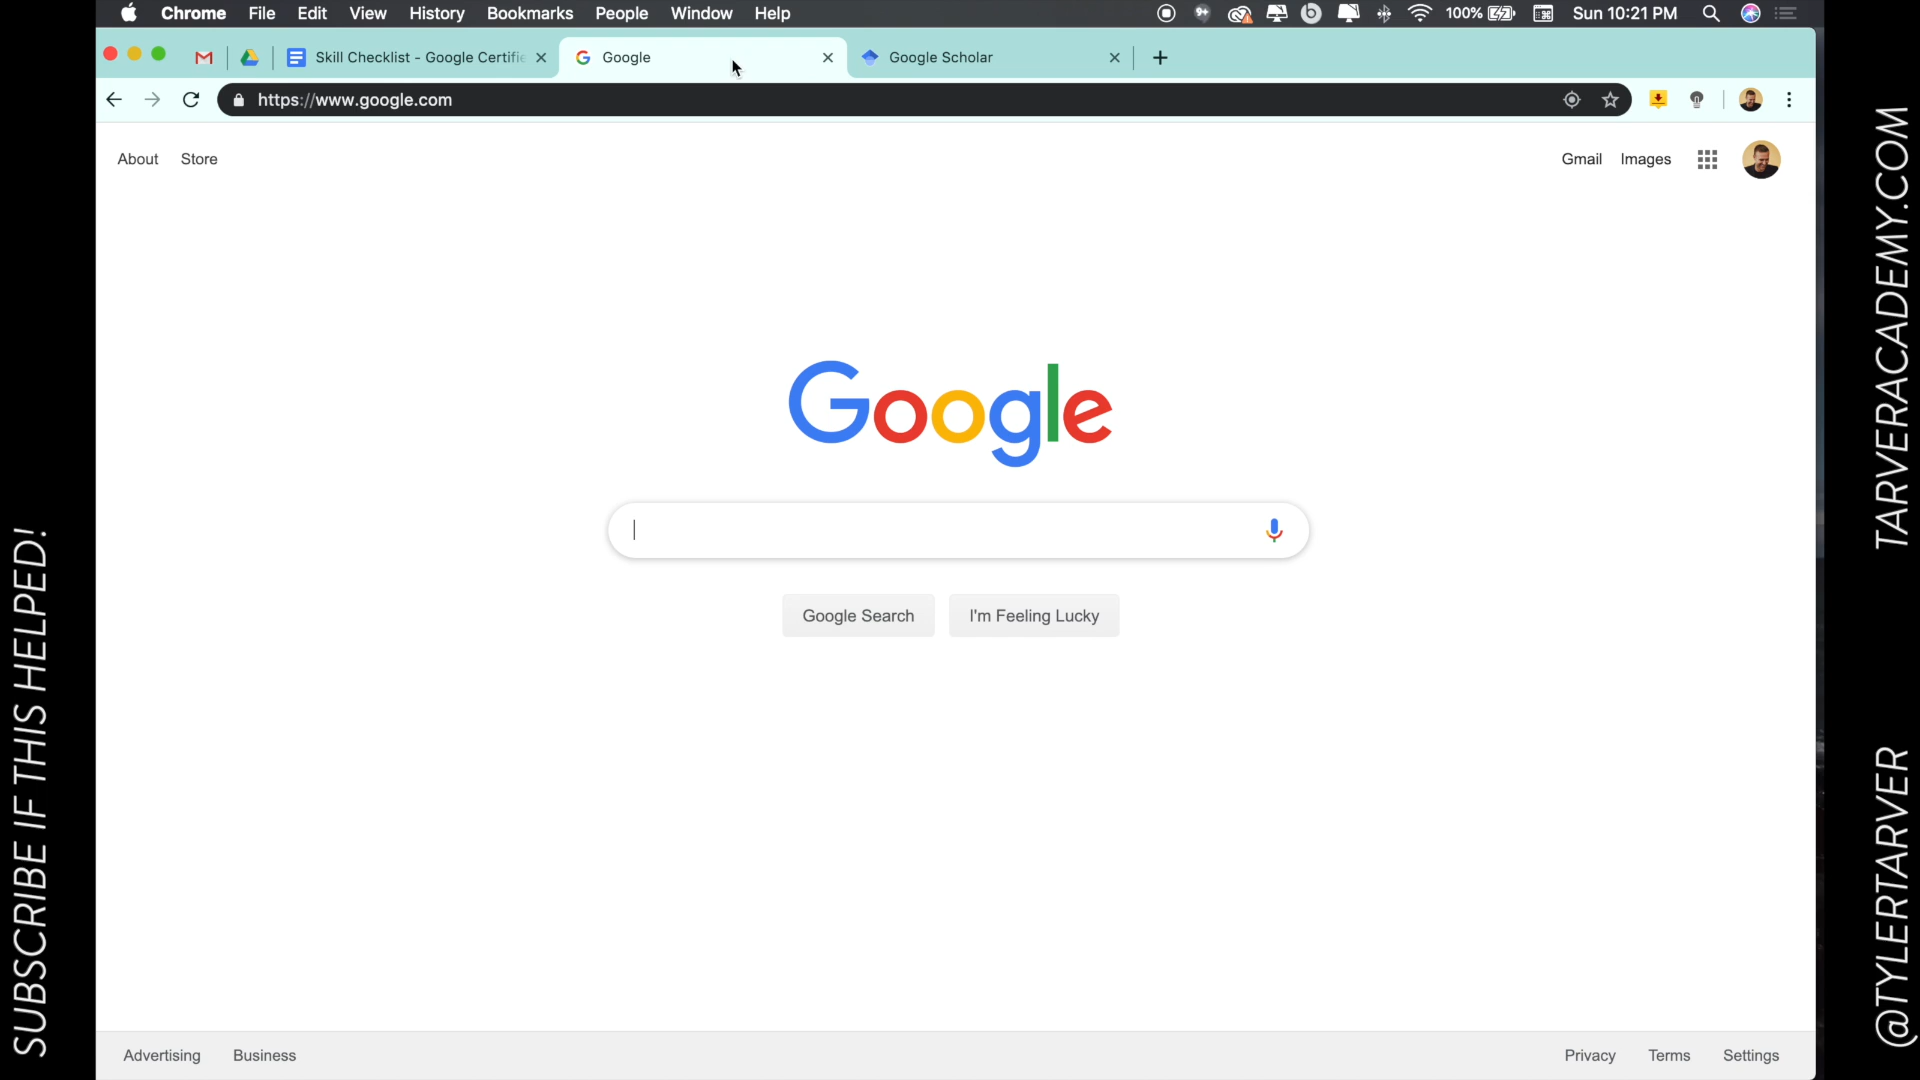 Chrome File Edit View History Bookmarks People Window Help
100% Sun 10:21 PM
Skill Checklist - Google Certifie
Google
Google Scholar
https://www.google.com
About Store
Gmail Images
Google
Google Search
I'm Feeling Lucky
Advertising Business
Privacy Terms Settings
SUBSCRIBE IF THIS HELPED!
TARVERACADEMY.COM
@TYLERTARVER